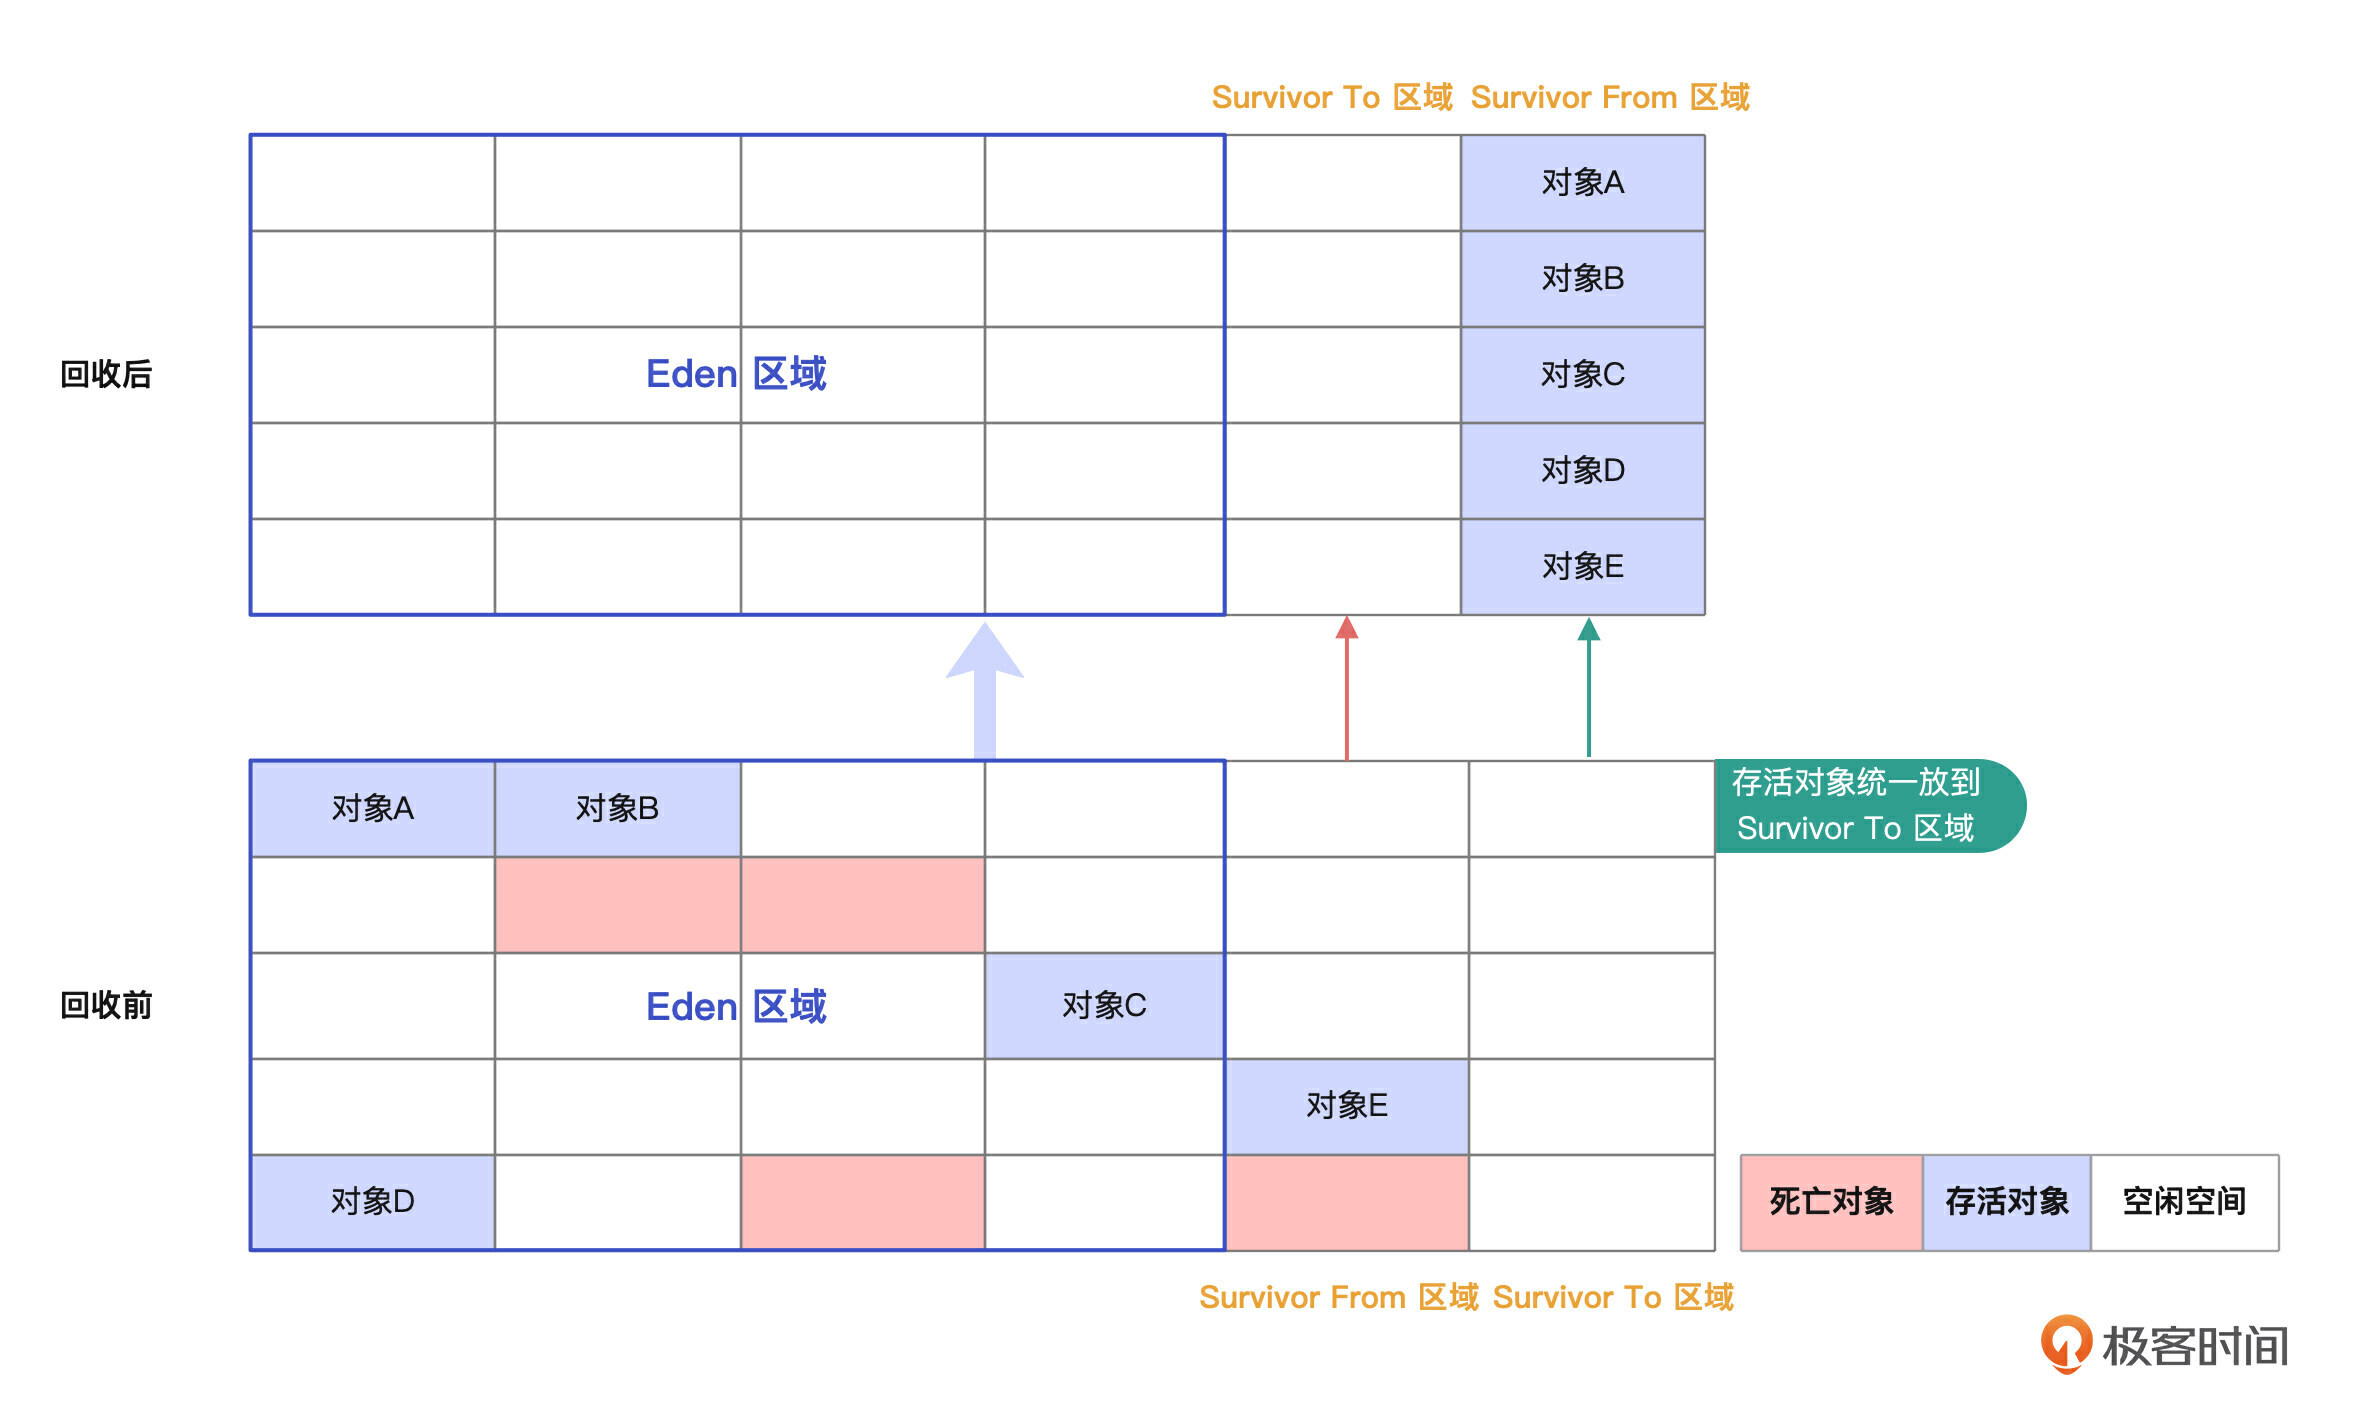 Survivor To 区域 Survivor From 区域
对象A
对象B
回收后
Eden 区域
对象C
对象D
对象E
存活对象统一放到
Survivor To 区域
对象A
对象B
回收前
Eden 区域
对象C
对象E
对象D
死亡对象
存活对象
空闲空间
Survivor From 区域 Survivor To 区域
极客时间